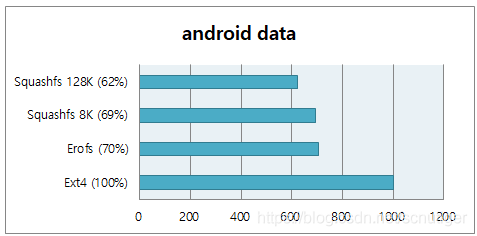 android data
Squashfs 128K (62%)
Squashfs 8K (69%)
Erofs (70%)
Ext4 (100%)
0 200 400 600 800 1000 1200